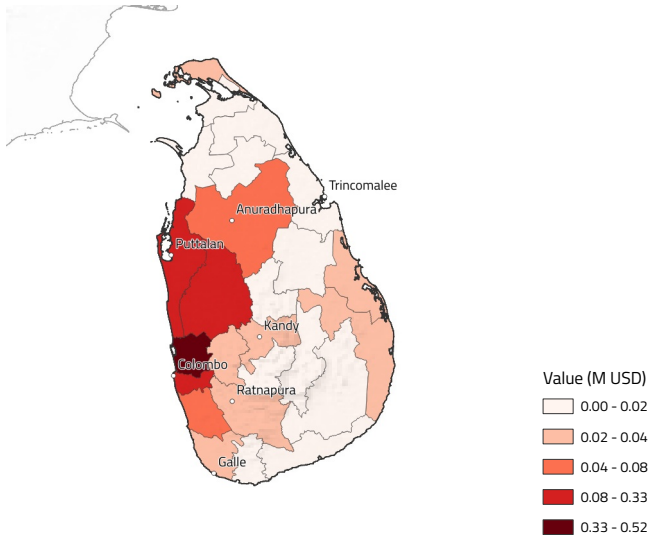 Trincomalee
Anuradhapura
Puttalan
Kandy
Colombo
Ratnapura
Galle
Value (M USD)
0.00 - 0.02
0.02 - 0.04
0.04 - 0.08
0.08 - 0.33
0.33 - 0.52